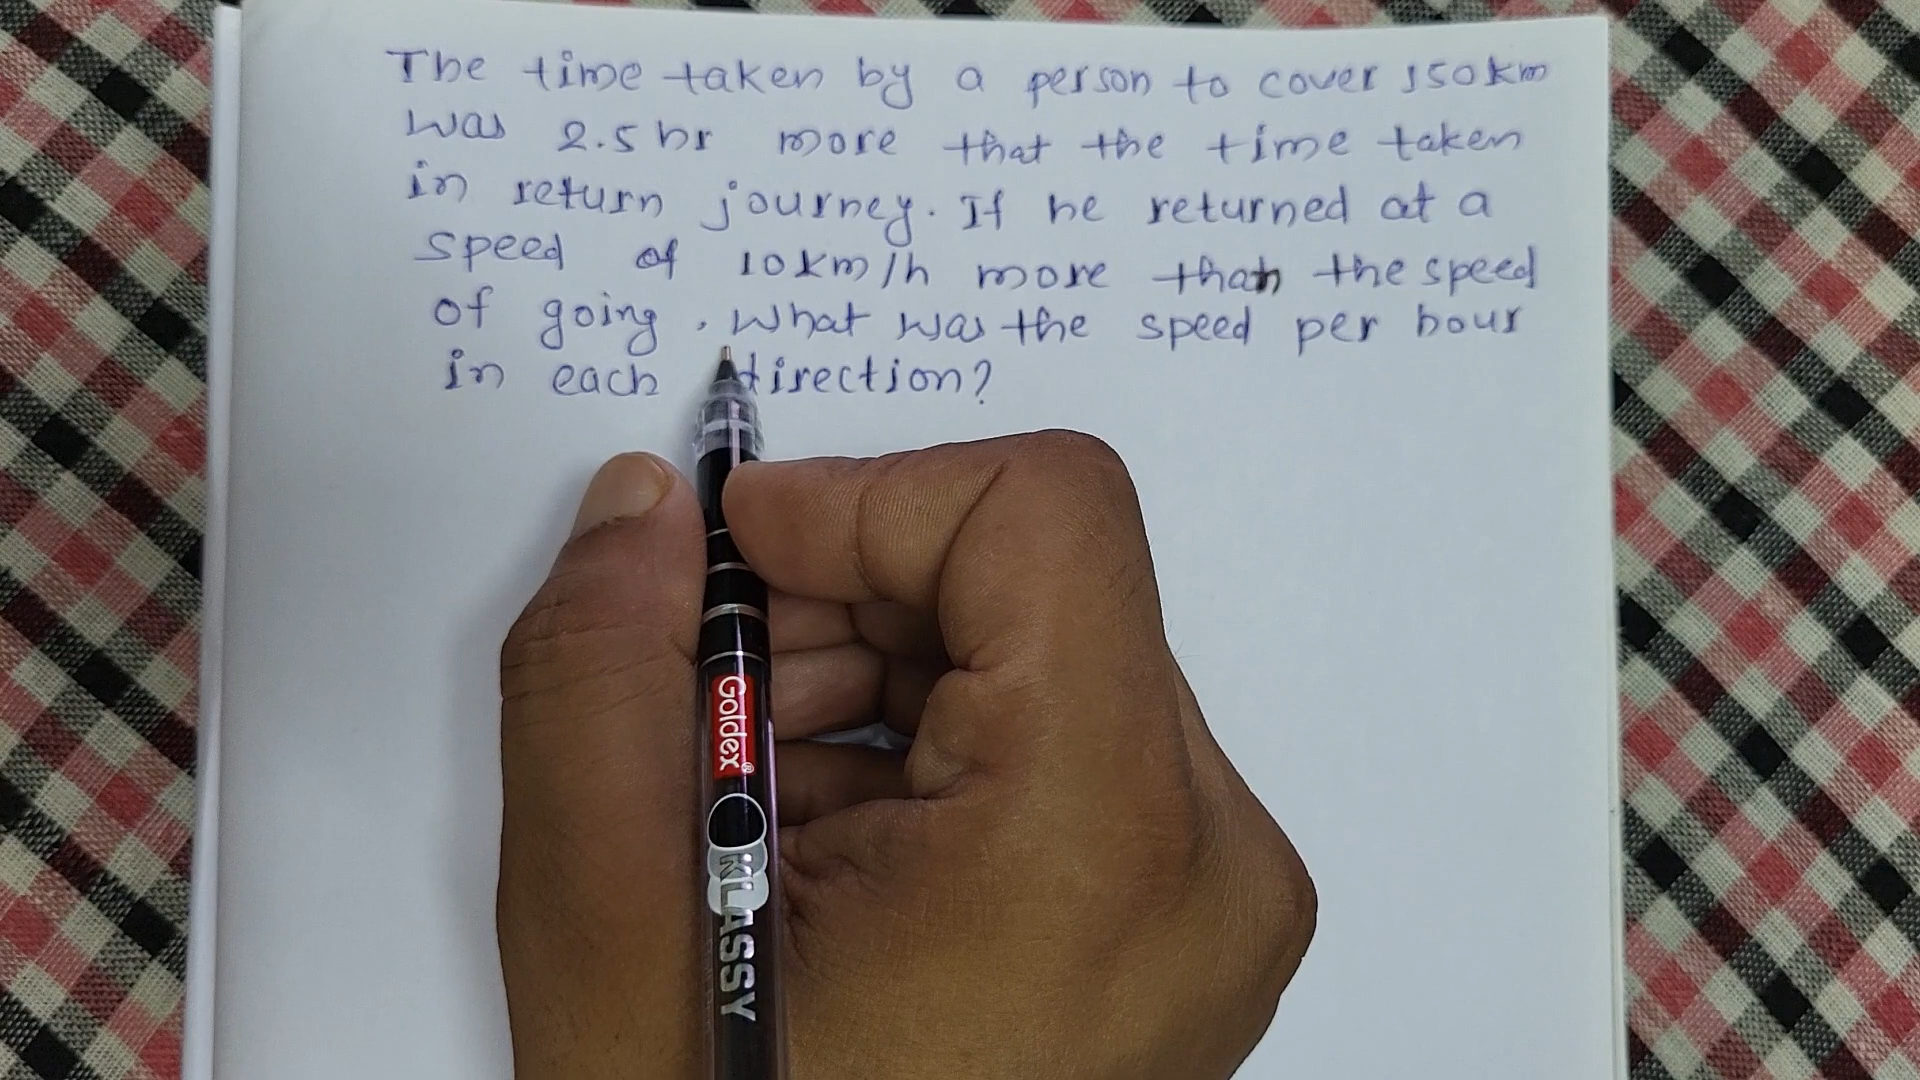 The time taken by a person to cover 150km
was 2.5 hr more that the time taken
in return journey. If he returned at a
speed of 10km/h more than the speed
of going . What was the speed per hour
in each direction?
Goldex
KLASSY